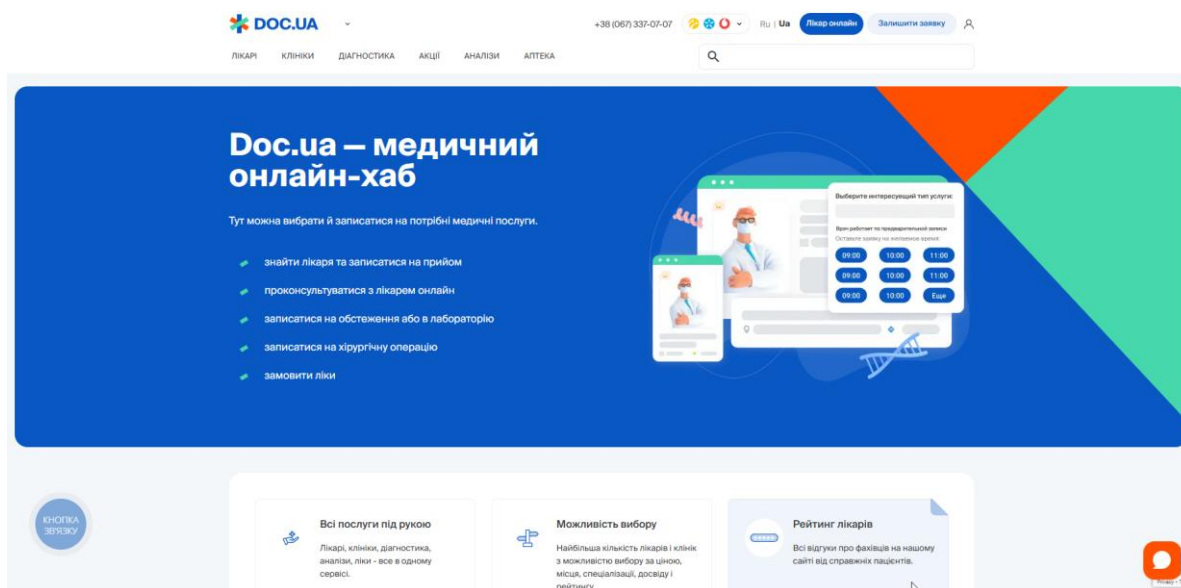 DOC.UA
+38 (067) 337-07-07
Ru | Ua
Лікар онлайн
Залишити заявку
ЛІКАРІ КЛІНІКИ ДІАГНОСТИКА АКЦІЇ АНАЛІЗИ АПТЕКА
Doc.ua — медичний
онлайн-хаб
Тут можна вибрати й записатися на потрібні медичні послуги.
знайти лікаря та записатися на прийом
проконсультуватися з лікарем онлайн
записатися на обстеження або в лабораторію
записатися на хірургічну операцію
замовити ліки
Выберите интересующий тип услуги:
Врач работает по предварительной записи
Оставьте заявку на желаемое время:
09:00 10:00 11:00
09:00 10:00 11:00
09:00 10:00 Еще
КНОПКА
ЗВ'ЯЗКУ
Всі послуги під рукою
Лікарі, клініки, діагностика,
аналізи, ліки - все в одному
сервісі.
Можливість вибору
Найбільша кількість лікарів і клінік
з можливістю вибору за ціною,
місця, спеціалізації, досвіду і
рейтингу
Рейтинг лікарів
Всі відгуки про фахівців на нашому
сайті від справжніх пацієнтів.